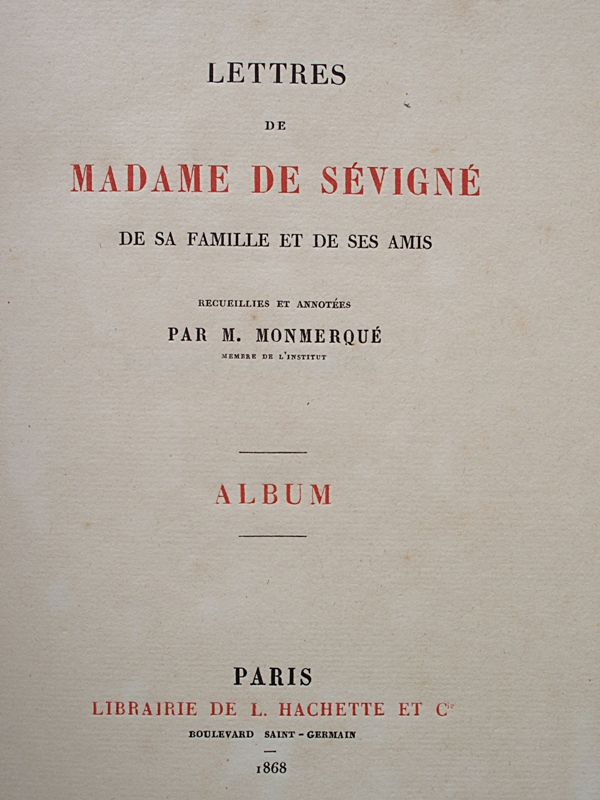 LETTRES
DE
MADAME DE SÉVIGNÉ
DE SA FAMILLE ET DE SES AMIS
RECUEILLIES ET ANNOTÉES
PAR M. MONMERQUÉ
MEMBRE DE L'INSTITUT
ALBUM
PARIS
LIBRAIRIE DE L. HACHETTE ET Cie
BOULEVARD SAINT-GERMAIN
1868